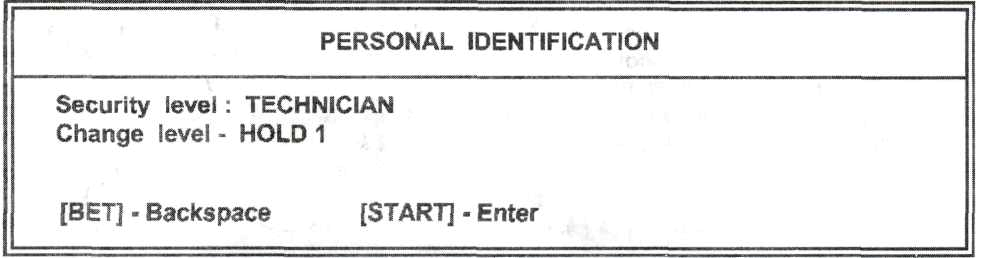 PERSONAL IDENTIFICATION
Security level : TECHNICIAN
Change level - HOLD 1
[BET] - Backspace [START] - Enter